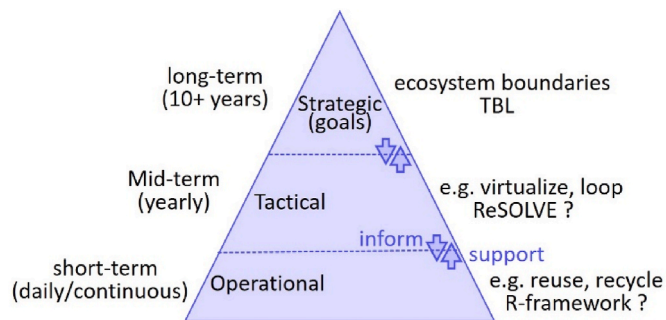 long-term
(10+ years)
Strategic
(goals)
ecosystem boundaries
TBL
Mid-term
(yearly)
Tactical
e.g. virtualize, loop
ReSOLVE ?
inform
support
short-term
(daily/continuous)
Operational
e.g. reuse, recycle
R-framework ?